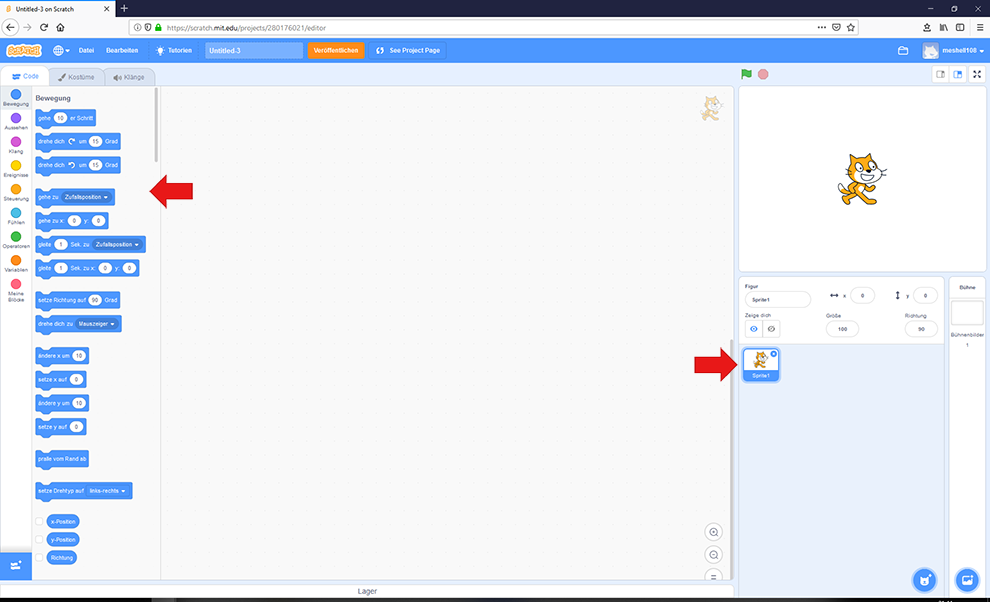 Untitled-3 on Scratch
https://scratch.mit.edu/projects/280176021/editor
SCRATCH Datei Bearbeiten Tutorien Untitled-3 Veröffentlichen See Project Page meshell108
Code Kostüme Klänge
Bewegung
Aussehen
Klang
Ereignisse
Steuerung
Fühlen
Operatoren
Variablen
Meine
Blöcke
Bewegung
gehe 10 er Schritt
drehe dich um 15 Grad
drehe dich um 15 Grad
gehe zu Zufallsposition
gehe zu x: 0 y: 0
gleite 1 Sek. zu Zufallsposition
gleite 1 Sek. zu x: 0 y: 0
setze Richtung auf 90 Grad
drehe dich zu Mauszeiger
ändere x um 10
setze x auf 0
ändere y um 10
setze y auf 0
pralle vom Rand ab
setze Drehtyp auf links-rechts
x-Position
y-Position
Richtung
Lager
Figur
Sprite1 x 0 y 0
Zeige dich Größe Richtung
100 90
Sprite1
Bühne
Bühnenbilder
1